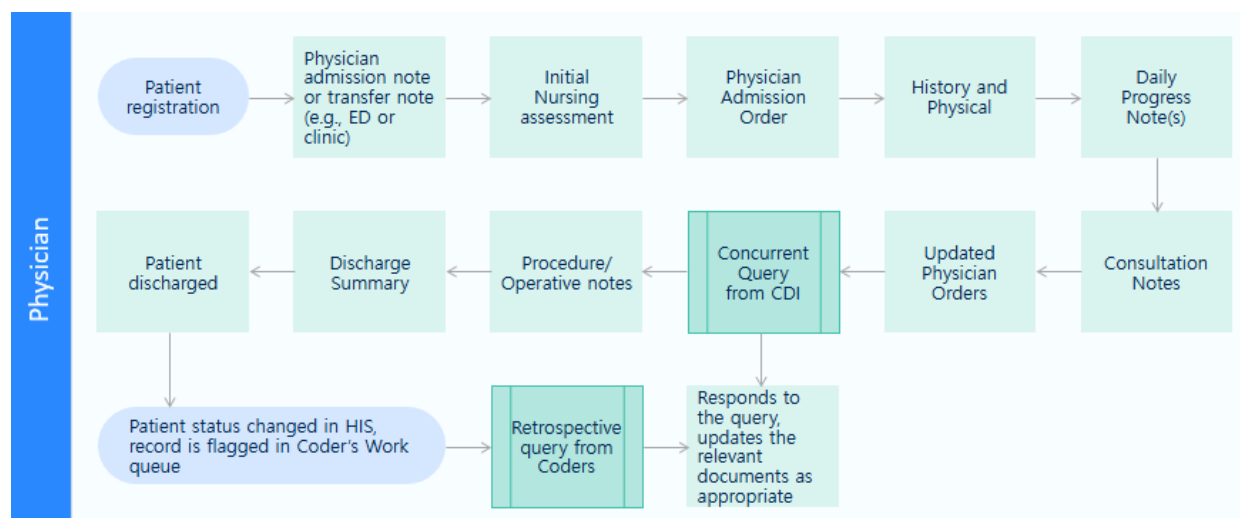 Physician
Patient
registration
Physician
admission note
or transfer note
(e.g., ED or
clinic)
Initial
Nursing
assessment
Physician
Admission
Order
History and
Physical
Daily
Progress
Note(s)
Consultation
Notes
Updated
Physician
Orders
Concurrent
Query
from CDI
Procedure/
Operative notes
Discharge
Summary
Patient
discharged
Patient status changed in HIS,
record is flagged in Coder's Work
queue
Retrospective
query from
Coders
Responds to
the query,
updates the
relevant
documents as
appropriate